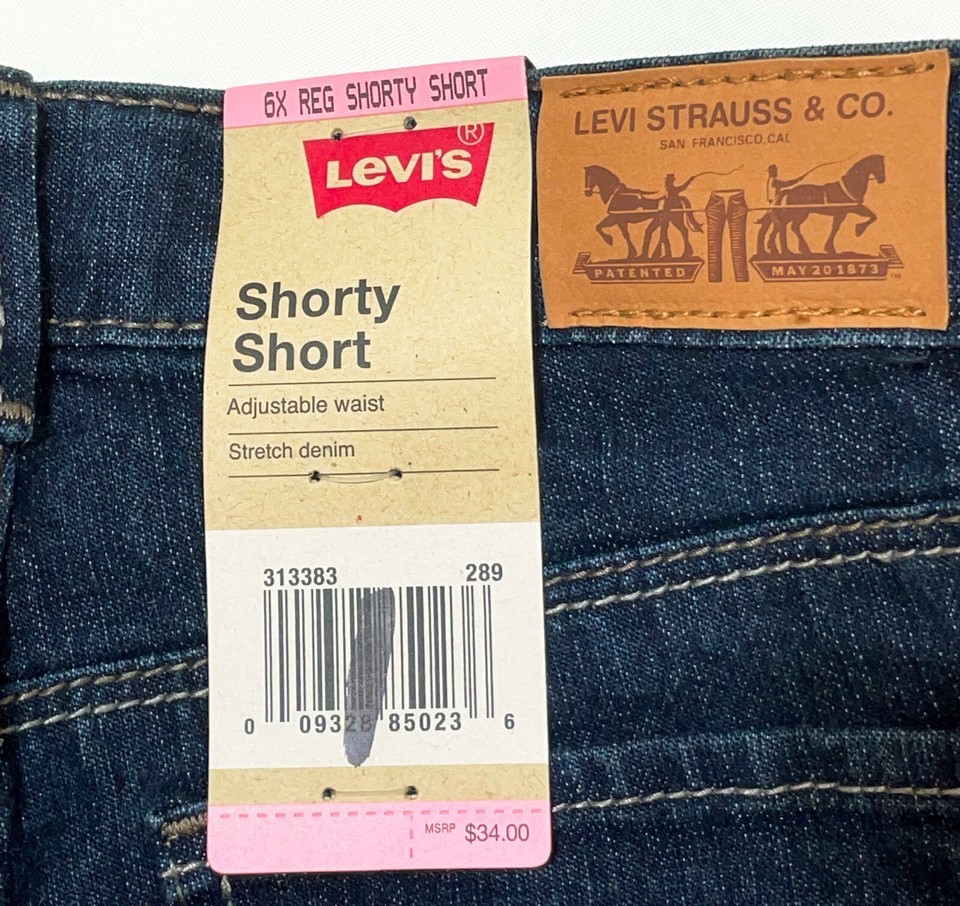 6X REG SHORTY SHORT
LEVI'S®
Shorty
Short
Adjustable waist
Stretch denim
313383 289
0 09328 85023 6
MSRP $34.00
LEVI STRAUSS & CO.
SAN FRANCISCO, CAL
PATENTED MAY 20 1873 ™